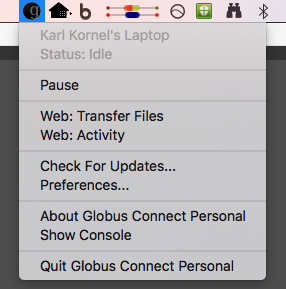 g b
Karl Kornel's Laptop
Status: Idle
Pause
Web: Transfer Files
Web: Activity
Check For Updates...
Preferences...
About Globus Connect Personal
Show Console
Quit Globus Connect Personal